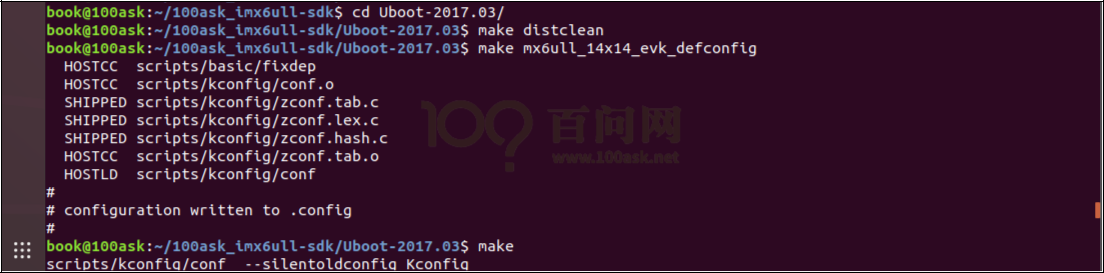 book@100ask:~/100ask_imx6ull-sdk$ cd Uboot-2017.03/
book@100ask:~/100ask_imx6ull-sdk/Uboot-2017.03$ make distclean
book@100ask:~/100ask_imx6ull-sdk/Uboot-2017.03$ make mx6ull_14x14_evk_defconfig
  HOSTCC  scripts/basic/fixdep
  HOSTCC  scripts/kconfig/conf.o
  SHIPPED scripts/kconfig/zconf.tab.c
  SHIPPED scripts/kconfig/zconf.lex.c
  SHIPPED scripts/kconfig/zconf.hash.c
  HOSTCC  scripts/kconfig/zconf.tab.o
  HOSTLD  scripts/kconfig/conf
#
# configuration written to .config
#
book@100ask:~/100ask_imx6ull-sdk/Uboot-2017.03$ make
scripts/kconfig/conf  --silentoldconfig Kconfig
100 百问网
www.100ask.net